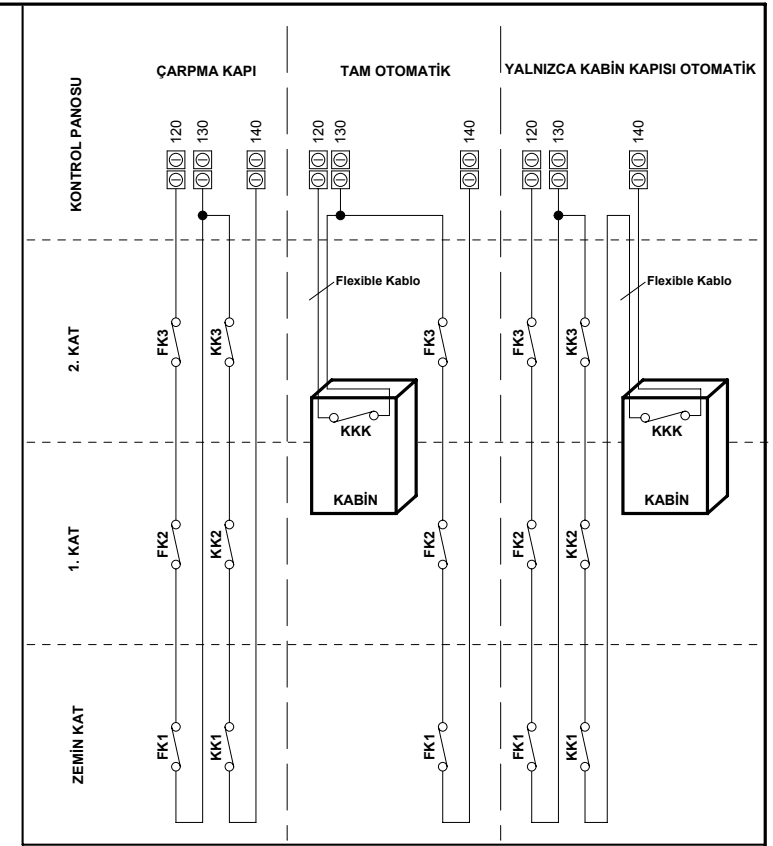 ÇARPMA KAPI
TAM OTOMATİK
YALNIZCA KABİN KAPISI OTOMATİK
KONTROL PANOSU
120
130
140
120
130
140
120
130
140
Flexible Kablo
Flexible Kablo
2. KAT
FK3
KK3
FK3
FK3
KK3
KKK
KABİN
KKK
KABİN
1. KAT
FK2
KK2
FK2
FK2
KK2
ZEMİN KAT
FK1
KK1
FK1
FK1
KK1